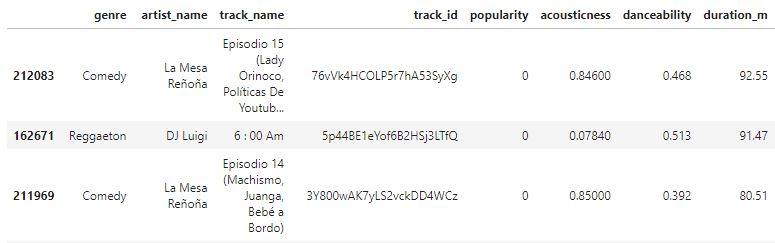 genre artist_name track_name track_id popularity acousticness danceability duration_m
Episodio 15
(Lady
212083 Comedy La Mesa Reñoña Orinoco, 76vVk4HCOLP5r7hA53SyXg 0 0.84600 0.468 92.55
Políticas De
Youtub...
162671 Reggaeton DJ Luigi 6 : 00 Am 5p44BE1eYof6B2HSj3LTfQ 0 0.07840 0.513 91.47
Episodio 14
(Machismo,
211969 Comedy La Mesa Reñoña Juanga, 3Y800wAK7yLS2vckDD4WCz 0 0.85000 0.392 80.51
Bebé a
Bordo)